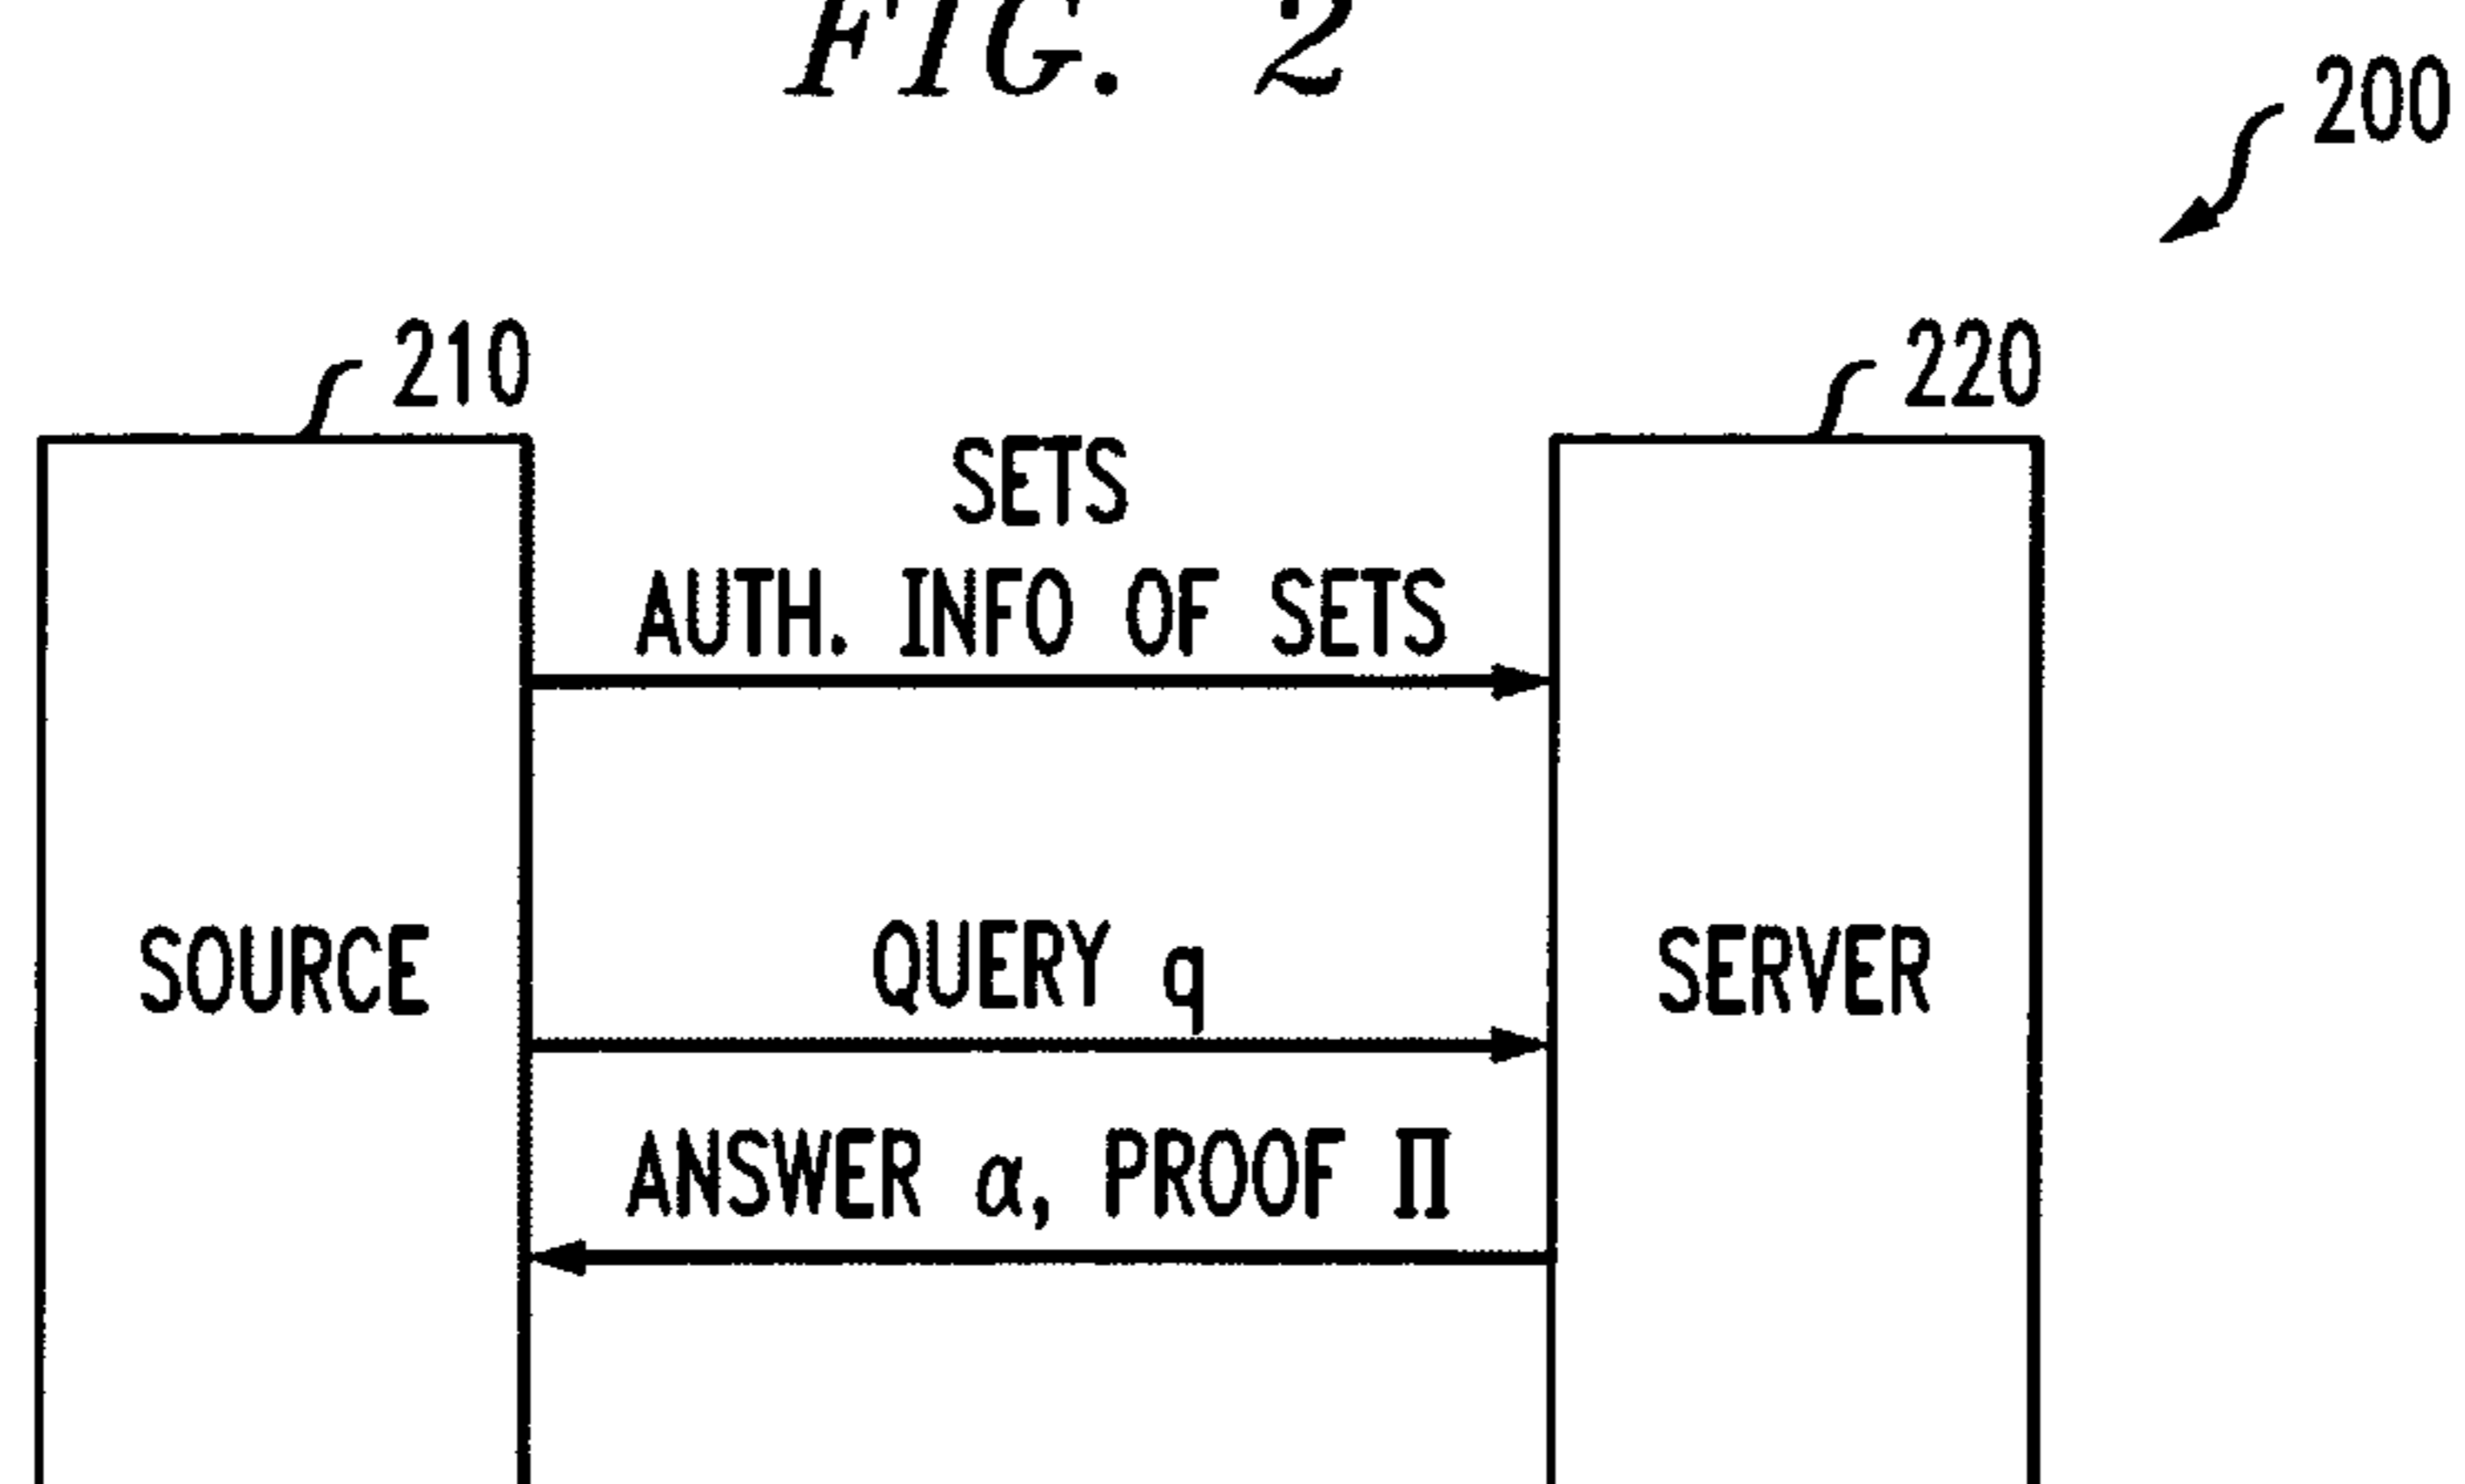 FIG. 2
200
210
220
SETS
AUTH. INFO OF SETS
SOURCE
QUERY q
SERVER
ANSWER α, PROOF Π